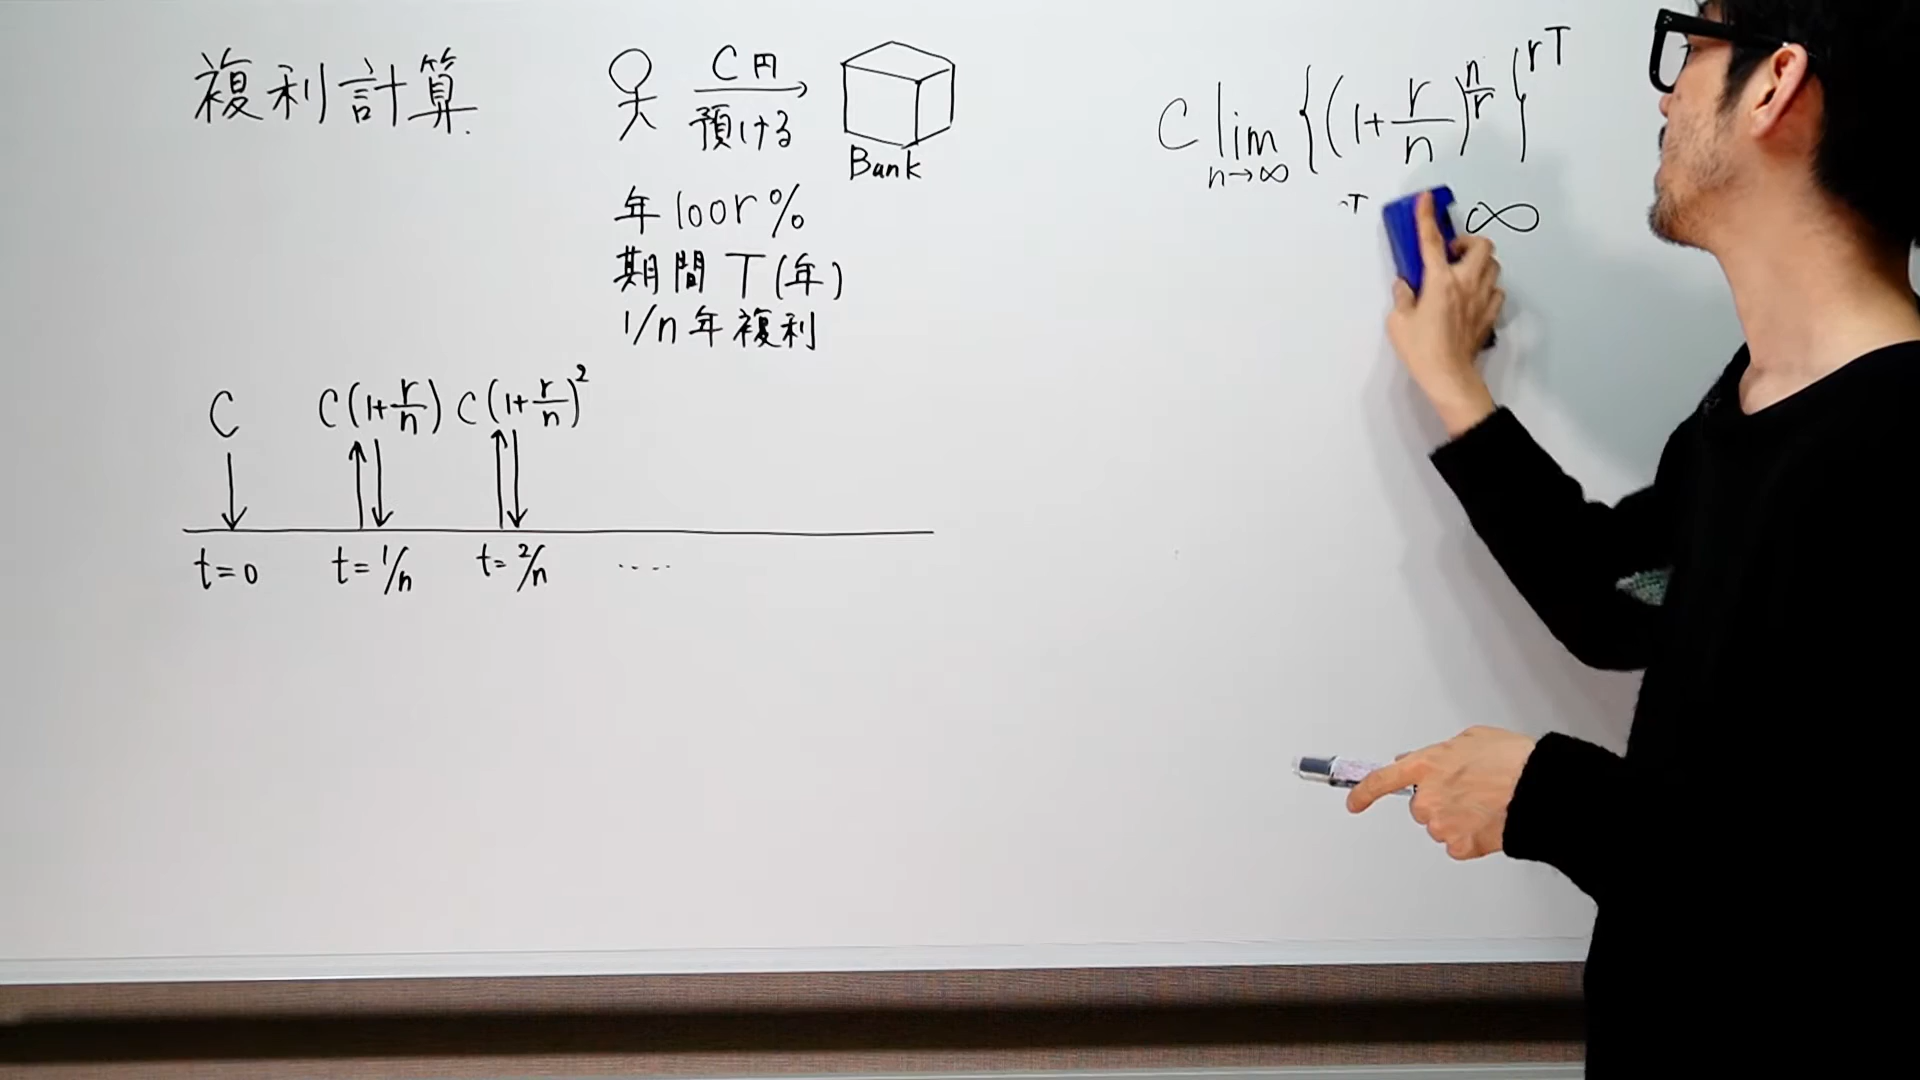 複利計算
C円
預ける
Bank
年100r%
期間 T(年)
1/n年複利
C C(1+r/n) C(1+r/n)²
t=0 t=1/n t=2/n ‥‥
C lim n→∞ {(1+r/n)^(n/r)}^(rT)
T ∞